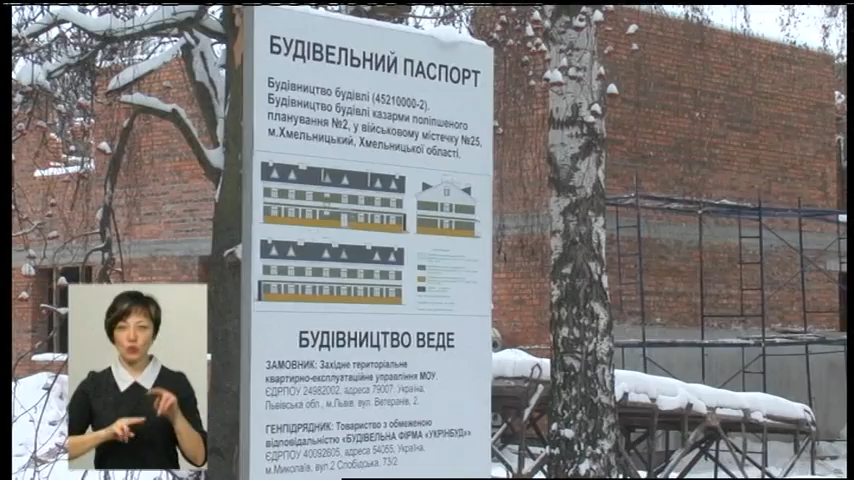 БУДІВЕЛЬНИЙ ПАСПОРТ
Будівництво будівлі (45210000-2).
Будівництво будівлі казарми поліпшеного
планування №2, у військовому містечку №25,
м.Хмельницький, Хмельницької області.
БУДІВНИЦТВО ВЕДЕ
ЗАМОВНИК: Західне територіальне
квартирно-експлуатаційне управління МОУ.
ЄДРПОУ 24982002, адреса 79007, Україна,
Львівська обл., м.Львів, вул. Ветеранів, 2.
ГЕНПІДРЯДНИК: Товариство з обмеженою
відповідальністю «БУДІВЕЛЬНА ФІРМА «УКРІНБУД»»
ЄДРПОУ 40092605, адреса 54055, Україна,
м.Миколаїв, вул.2 Слобідська, 73/2